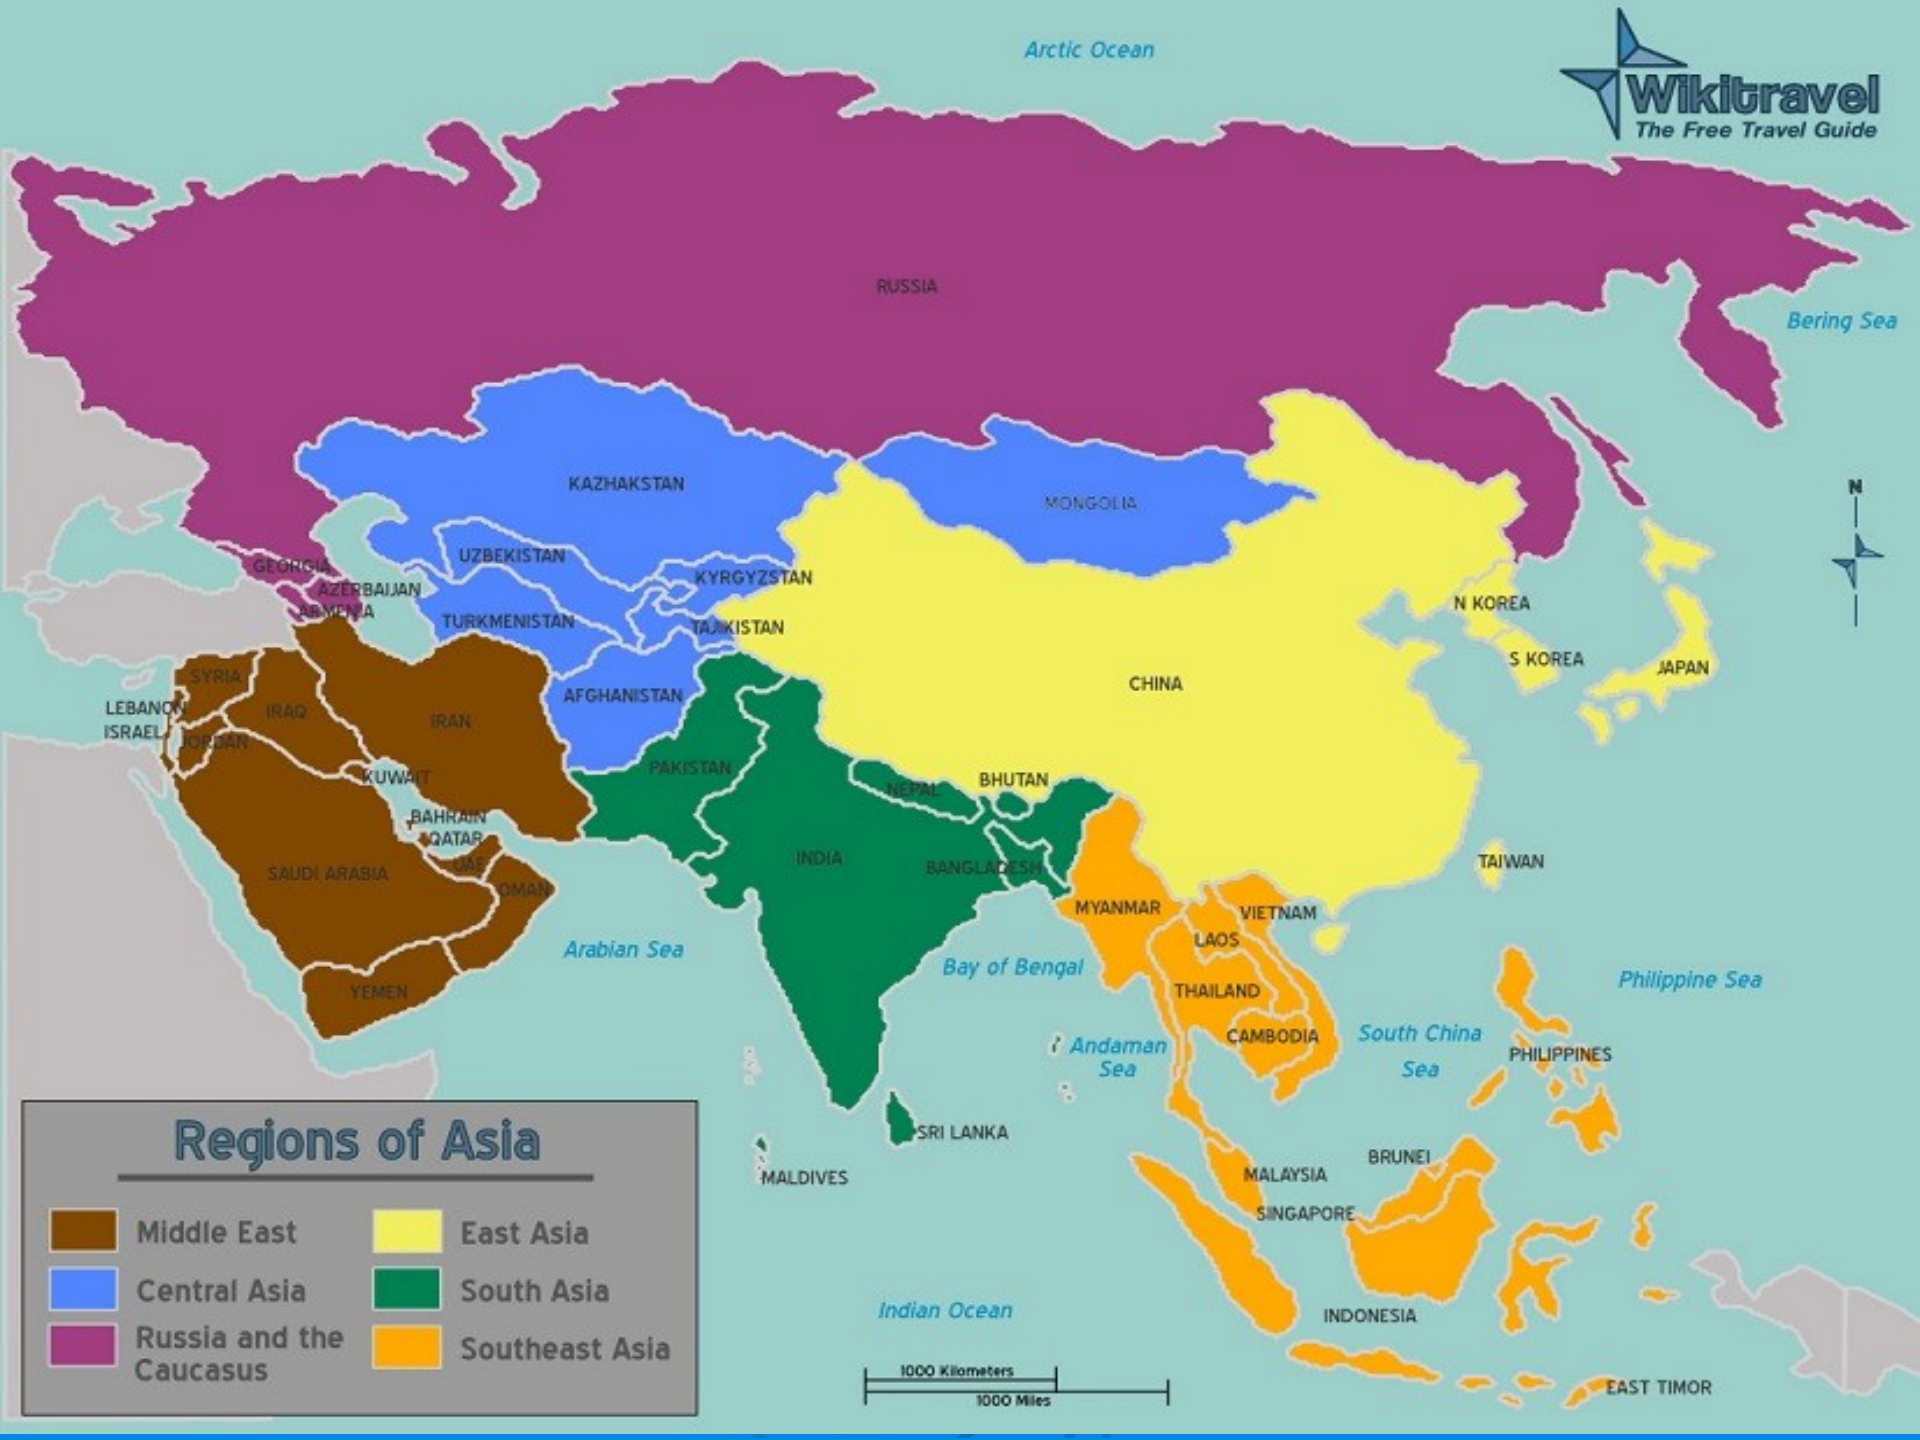 Arctic Ocean
Wikitravel
The Free Travel Guide
RUSSIA
Bering Sea
KAZHAKSTAN
MONGOLIA
N
UZBEKISTAN
GEORGIA
KYRGYZSTAN
AZERBAIJAN
ARMENIA
N KOREA
TURKMENISTAN
TAJIKISTAN
S KOREA
JAPAN
SYRIA
CHINA
AFGHANISTAN
LEBANON
IRAQ
IRAN
ISRAEL
JORDAN
PAKISTAN
KUWAIT
BHUTAN
NEPAL
BAHRAIN
QATAR
UAE
INDIA
BANGLADESH
TAIWAN
SAUDI ARABIA
OMAN
MYANMAR
VIETNAM
LAOS
Arabian Sea
Bay of Bengal
Philippine Sea
YEMEN
THAILAND
CAMBODIA
South China
Sea
Andaman
Sea
PHILIPPINES
SRI LANKA
MALDIVES
BRUNEI
MALAYSIA
SINGAPORE
Regions of Asia
Middle East
East Asia
Central Asia
South Asia
Russia and the
Caucasus
Southeast Asia
Indian Ocean
INDONESIA
1000 Kilometers
1000 Miles
EAST TIMOR